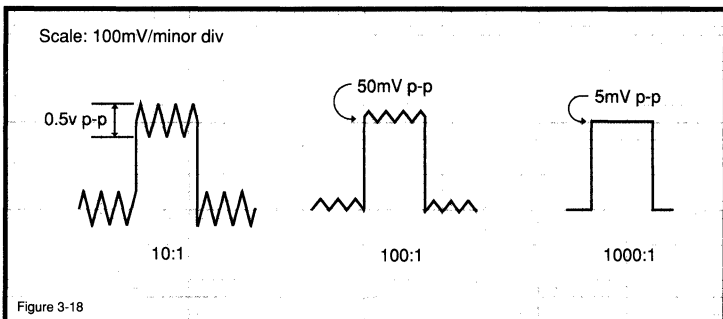 Scale: 100mV/minor div
50mV p-p
5mV p-p
0.5v p-p
10:1
100:1
1000:1
Figure 3-18